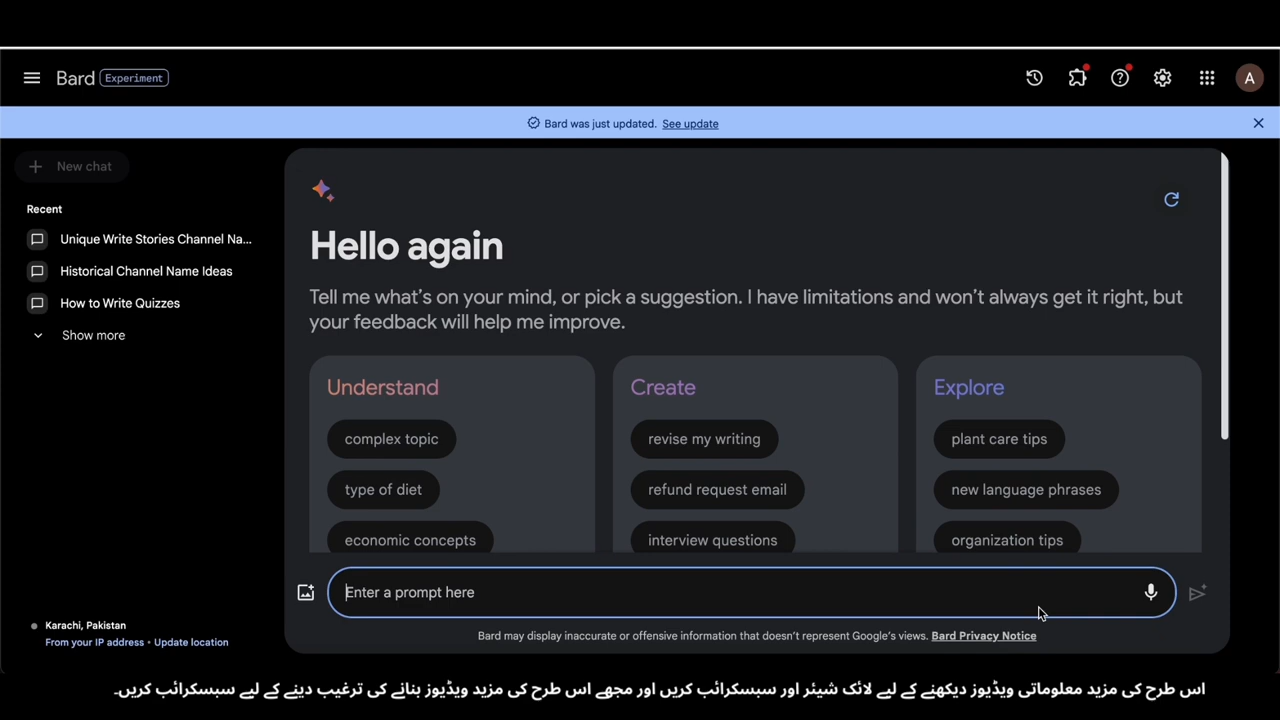 Bard Experiment
A
Bard was just updated. See update
New chat
Recent
Unique Write Stories Channel Na...
Historical Channel Name Ideas
How to Write Quizzes
Show more
Karachi, Pakistan
From your IP address • Update location
Hello again
Tell me what's on your mind, or pick a suggestion. I have limitations and won't always get it right, but
your feedback will help me improve.
Understand
complex topic
type of diet
economic concepts
Create
revise my writing
refund request email
interview questions
Explore
plant care tips
new language phrases
organization tips
Enter a prompt here
Bard may display inaccurate or offensive information that doesn't represent Google's views. Bard Privacy Notice
اس طرح کی مزید معلوماتی ویڈیوز دیکھنے کے لیے لائک شیئر اور سبسکرائب کریں اور مجھے اس طرح کی مزید ویڈیوز بنانے کی ترغیب دینے کے لیے سبسکرائب کریں۔